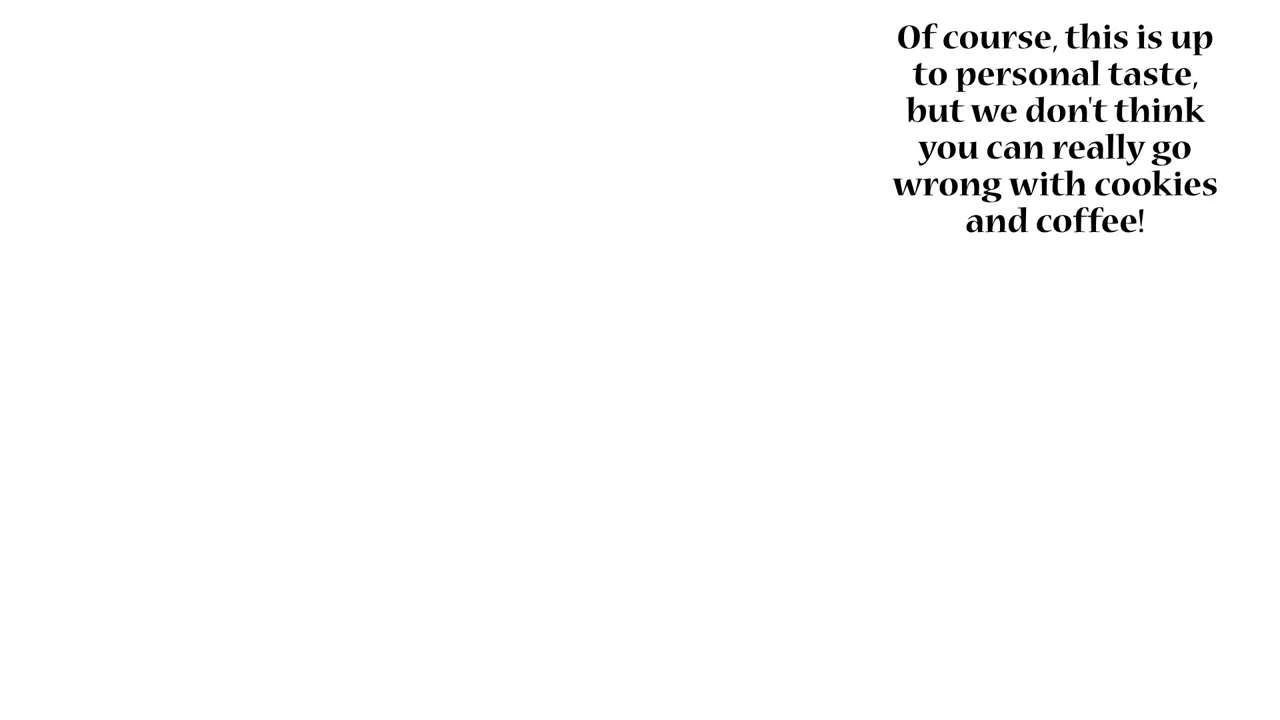 Of course, this is up
to personal taste,
but we don't think
you can really go
wrong with cookies
and coffee!